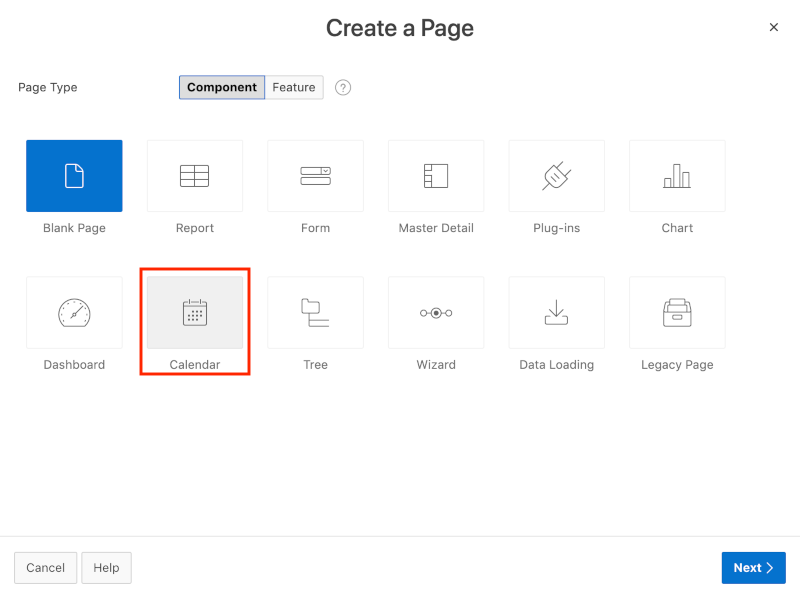 Create a Page
Page Type
Component Feature ?
Blank Page Report Form Master Detail Plug-ins Chart
Dashboard Calendar Tree Wizard Data Loading Legacy Page
Cancel Help Next